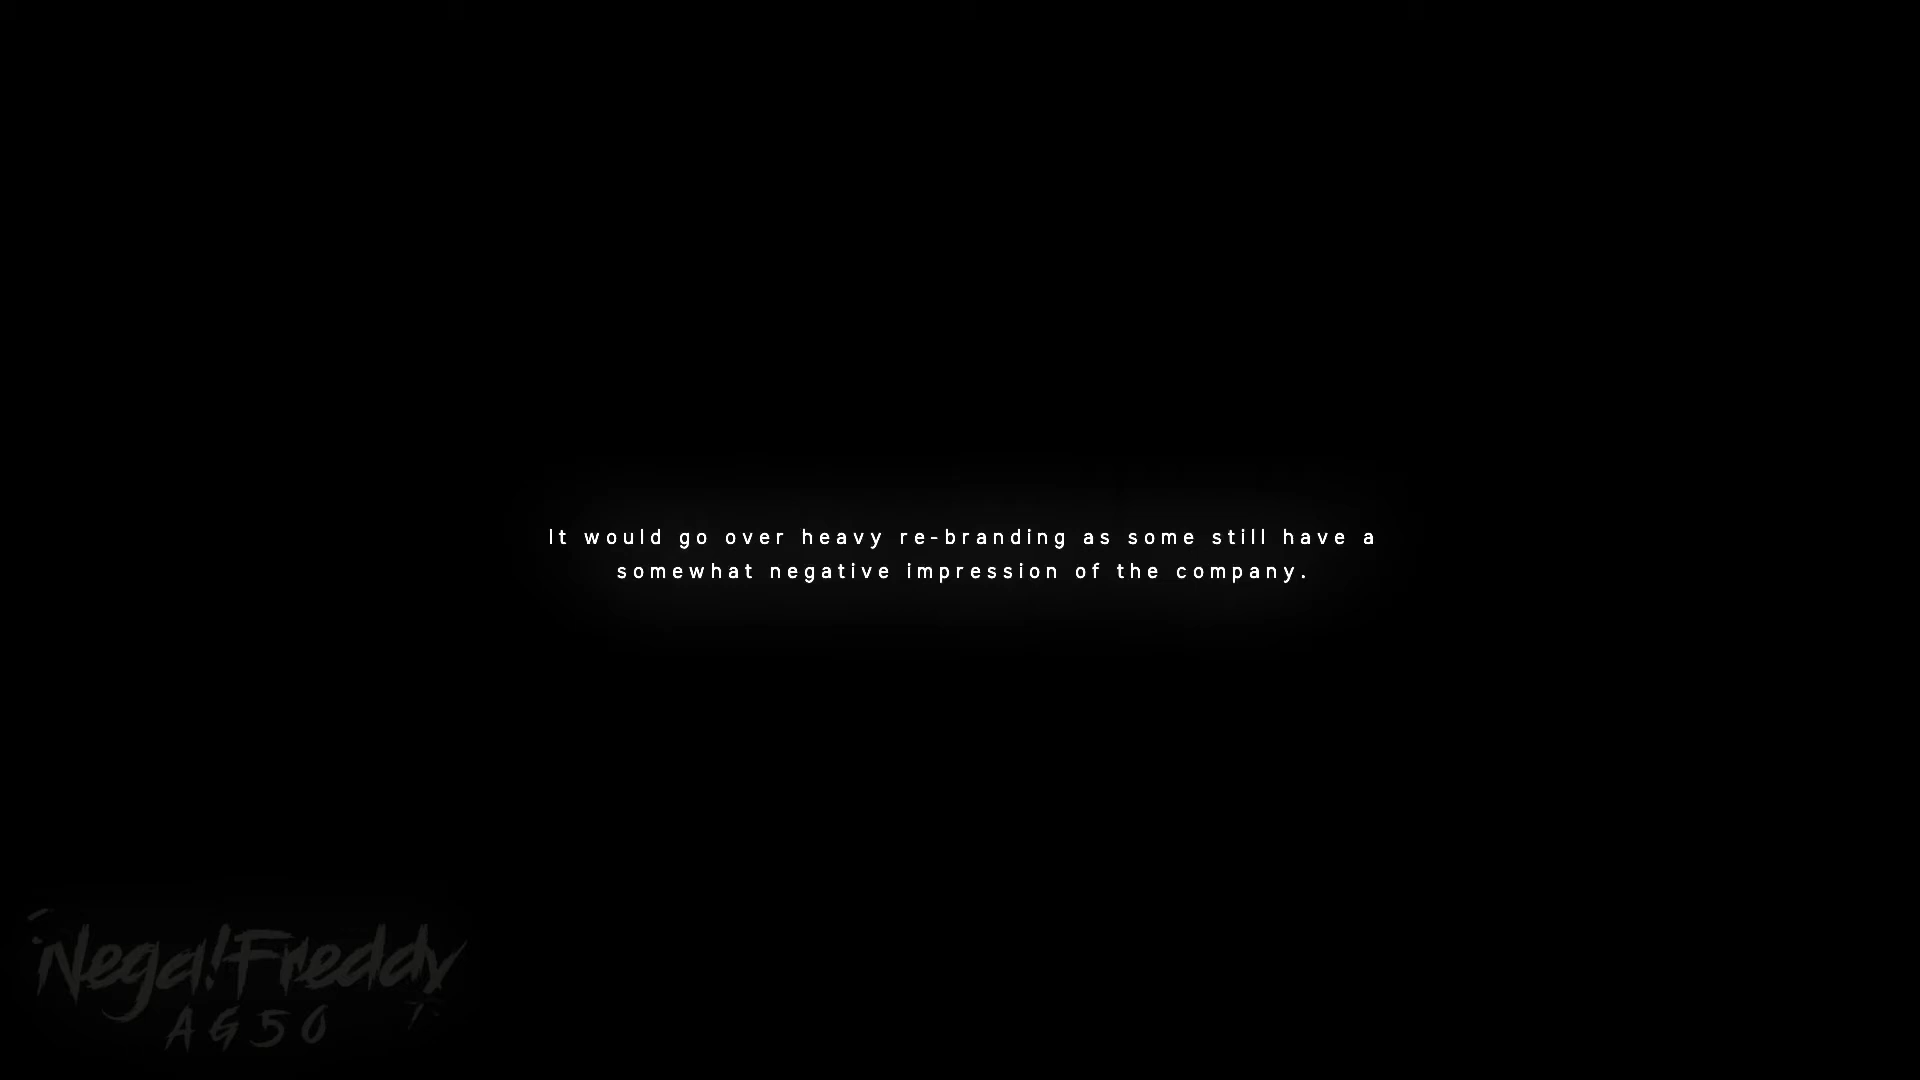 It would go over heavy re-branding as some still have a
somewhat negative impression of the company.
Nega!Freddy
AG50